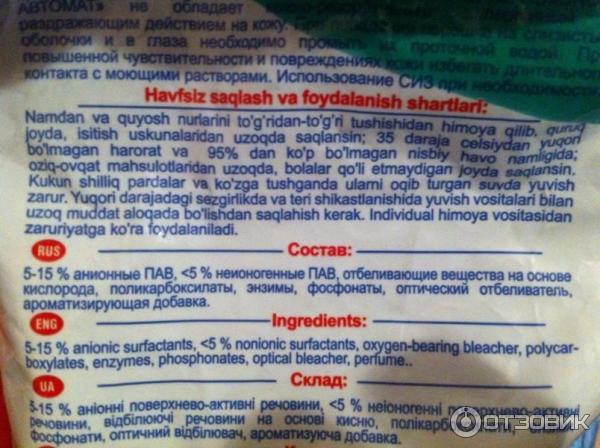 АВТОМАТ» не обладает
раздражающим действием на кожу. При
оболочки и в глаза необходимо промыть их проточной водой. При
повышенной чувствительности и повреждениях кожи избегать длительного
контакта с моющими растворами. Использование СИЗ при необходимости
Havfsiz saqlash va foydalanish shartlari:
Namdan va quyosh nurlarini to'g'ridan-to'g'ri tushishidan himoya qilib, quruq
joyda, isitish uskunalaridan uzoqda saqlansin; 35 daraja celsiydan yuqori
bo'lmagan harorat va 95% dan ko'p bo'lmagan nisbiy havo namligida;
oziq-ovqat mahsulotlaridan uzoqda, bolalar qo'li etmaydigan joyda saqlansin.
Kukun shilliq pardalar va ko'zga tushganda ularni oqib turgan suvda yuvish
zarur. Yuqori darajadagi sezgirlikda va teri shikastlanishida yuvish vositalari bilan
uzoq muddat aloqada bo'lishdan saqlahish kerak. Individual himoya vositasidan
zaruriyatga ko'ra foydalaniladi.
RUS Состав:
5-15 % анионные ПАВ, <5 % неионогенные ПАВ, отбеливающие вещества на основе
кислорода, поликарбоксилаты, энзимы, фосфонаты, оптический отбеливатель,
ароматизирующая добавка.
ENG Ingredients:
5-15 % anionic surfactants, <5 % nonionic surfactants, oxygen-bearing bleacher, polycar-
boxylates, enzymes, phosphonates, optical bleacher, perfume..
UA Склад:
5-15 % аніонні поверхнево-активні речовини, <5 % неіоногенні поверхнево-активні
речовини, відбілюючі речовини на основі кисню,
фосфонати, оптичний відбілювач, ароматизуюча добавка.
ОТЗОВИК